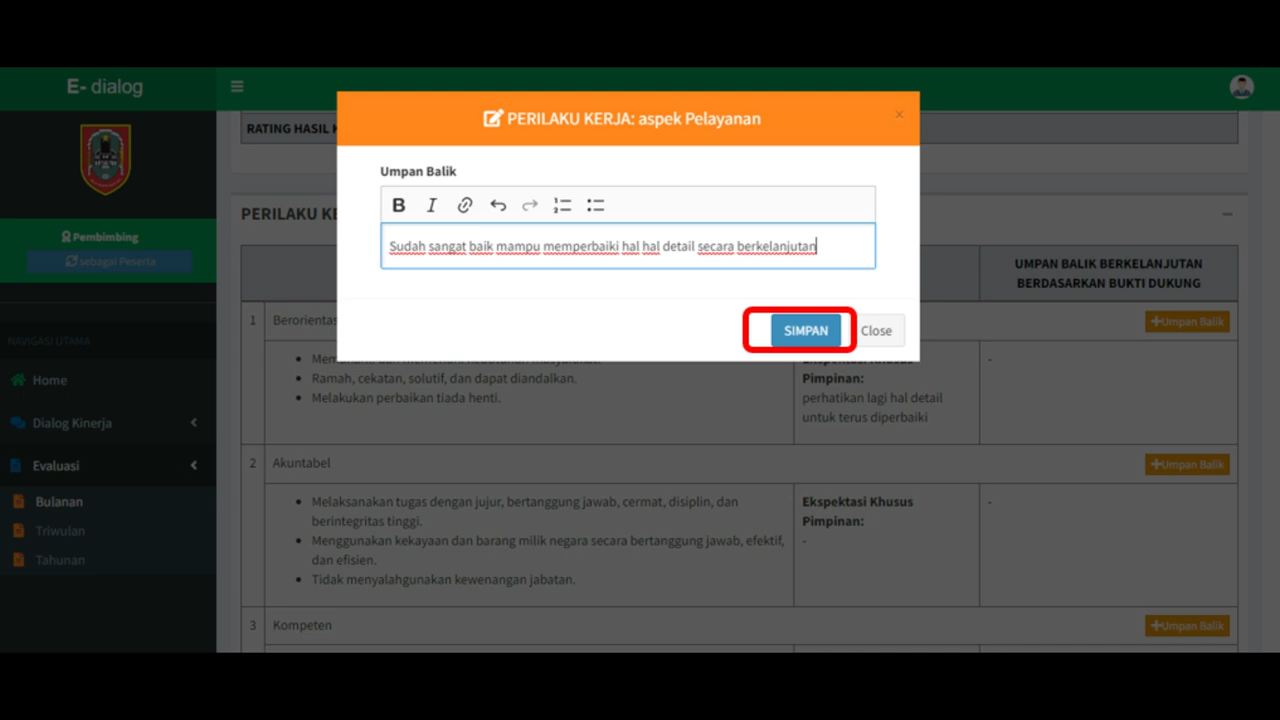 E- dialog
RATING HASIL K
PERILAKU KERJA: aspek Pelayanan
×
Umpan Balik
B I
Sudah sangat baik mampu memperbaiki hal hal detail secara berkelanjutan
SIMPAN
Close
Pembimbing
sebagai Peserta
NAVIGASI UTAMA
Home
Dialog Kinerja
Evaluasi
Bulanan
Triwulan
Tahunan
PERILAKU KE
UMPAN BALIK BERKELANJUTAN
BERDASARKAN BUKTI DUKUNG
1 Berorientas
+Umpan Balik
• Ramah, cekatan, solutif, dan dapat diandalkan.
• Melakukan perbaikan tiada henti.
Ekspektasi Khusus
Pimpinan:
perhatikan lagi hal detail
untuk terus diperbaiki
-
2 Akuntabel
+Umpan Balik
• Melaksanakan tugas dengan jujur, bertanggung jawab, cermat, disiplin, dan
berintegritas tinggi.
• Menggunakan kekayaan dan barang milik negara secara bertanggung jawab, efektif,
dan efisien.
• Tidak menyalahgunakan kewenangan jabatan.
Ekspektasi Khusus
Pimpinan:
-
-
3 Kompeten
+Umpan Balik